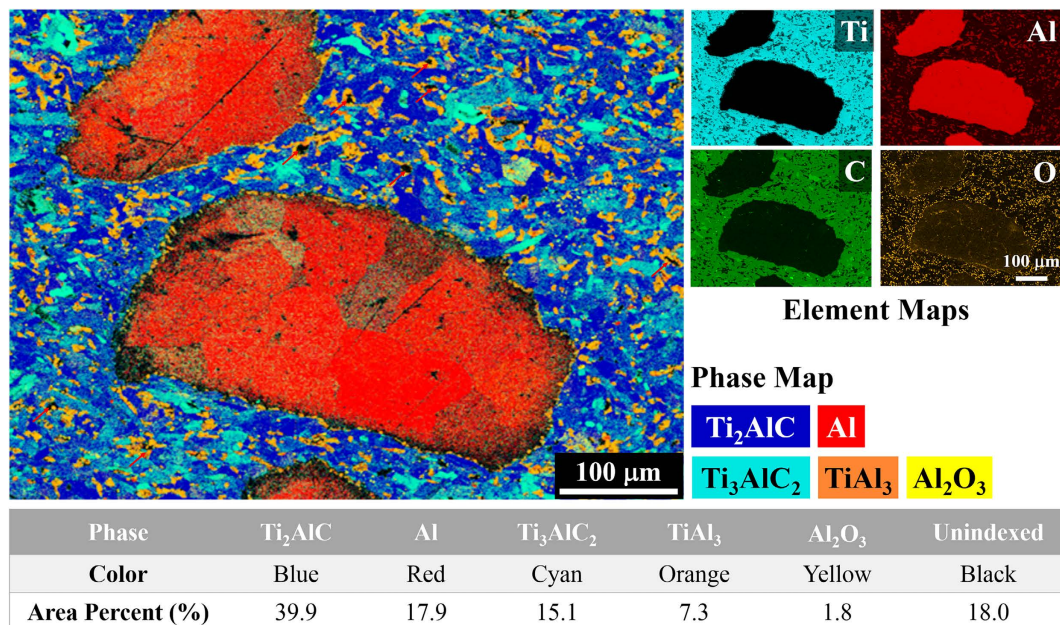 Ti Al
C O
100 μm
Element Maps
Phase Map
Ti₂AlC Al
Ti₃AlC₂ TiAl₃ Al₂O₃
100 μm
Phase Ti₂AlC Al Ti₃AlC₂ TiAl₃ Al₂O₃ Unindexed
Color Blue Red Cyan Orange Yellow Black
Area Percent (%) 39.9 17.9 15.1 7.3 1.8 18.0